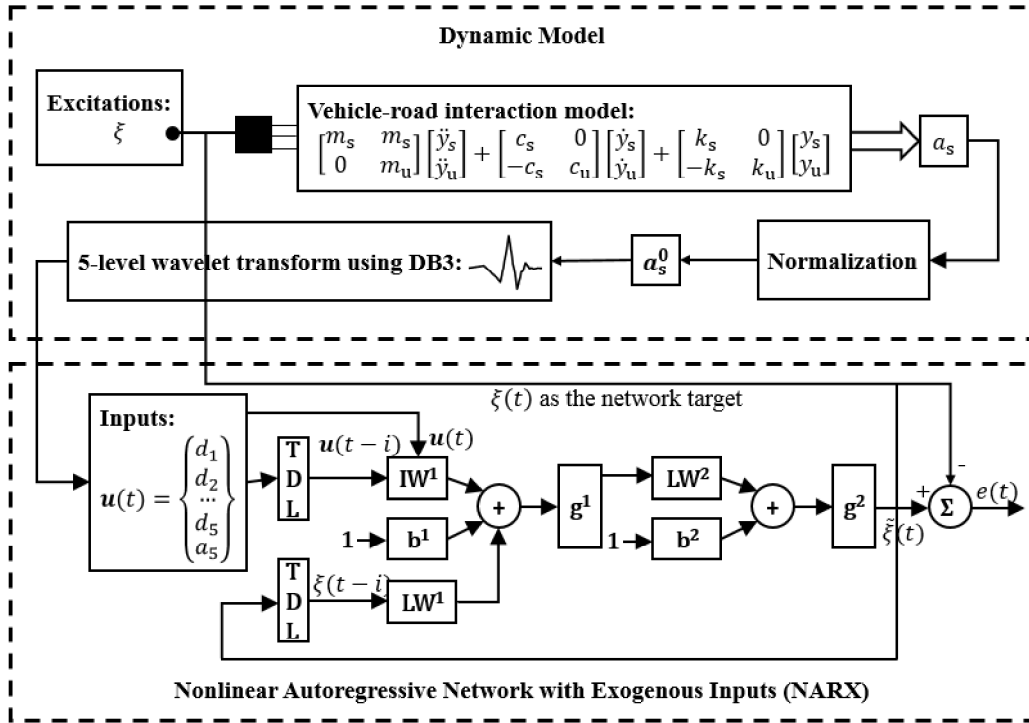 Dynamic Model
Excitations:
ξ
Vehicle-road interaction model:
[m_s m_s; 0 m_u][ÿ_s; ÿ_u] + [c_s 0; −c_s c_u][ẏ_s; ẏ_u] + [k_s 0; −k_s k_u][y_s; y_u]
a_s
5-level wavelet transform using DB3:
a_s^0
Normalization
ξ(t) as the network target
Inputs:
u(t) = {d_1 d_2 ... d_5 a_5}
T
D
L
u(t − i)
u(t)
IW^1
1
b^1
+
g^1
LW^2
1
b^2
+
g^2
+
-
Σ
e(t)
ξ̃(t)
T
D
L
ξ(t − i)
LW^1
Nonlinear Autoregressive Network with Exogenous Inputs (NARX)